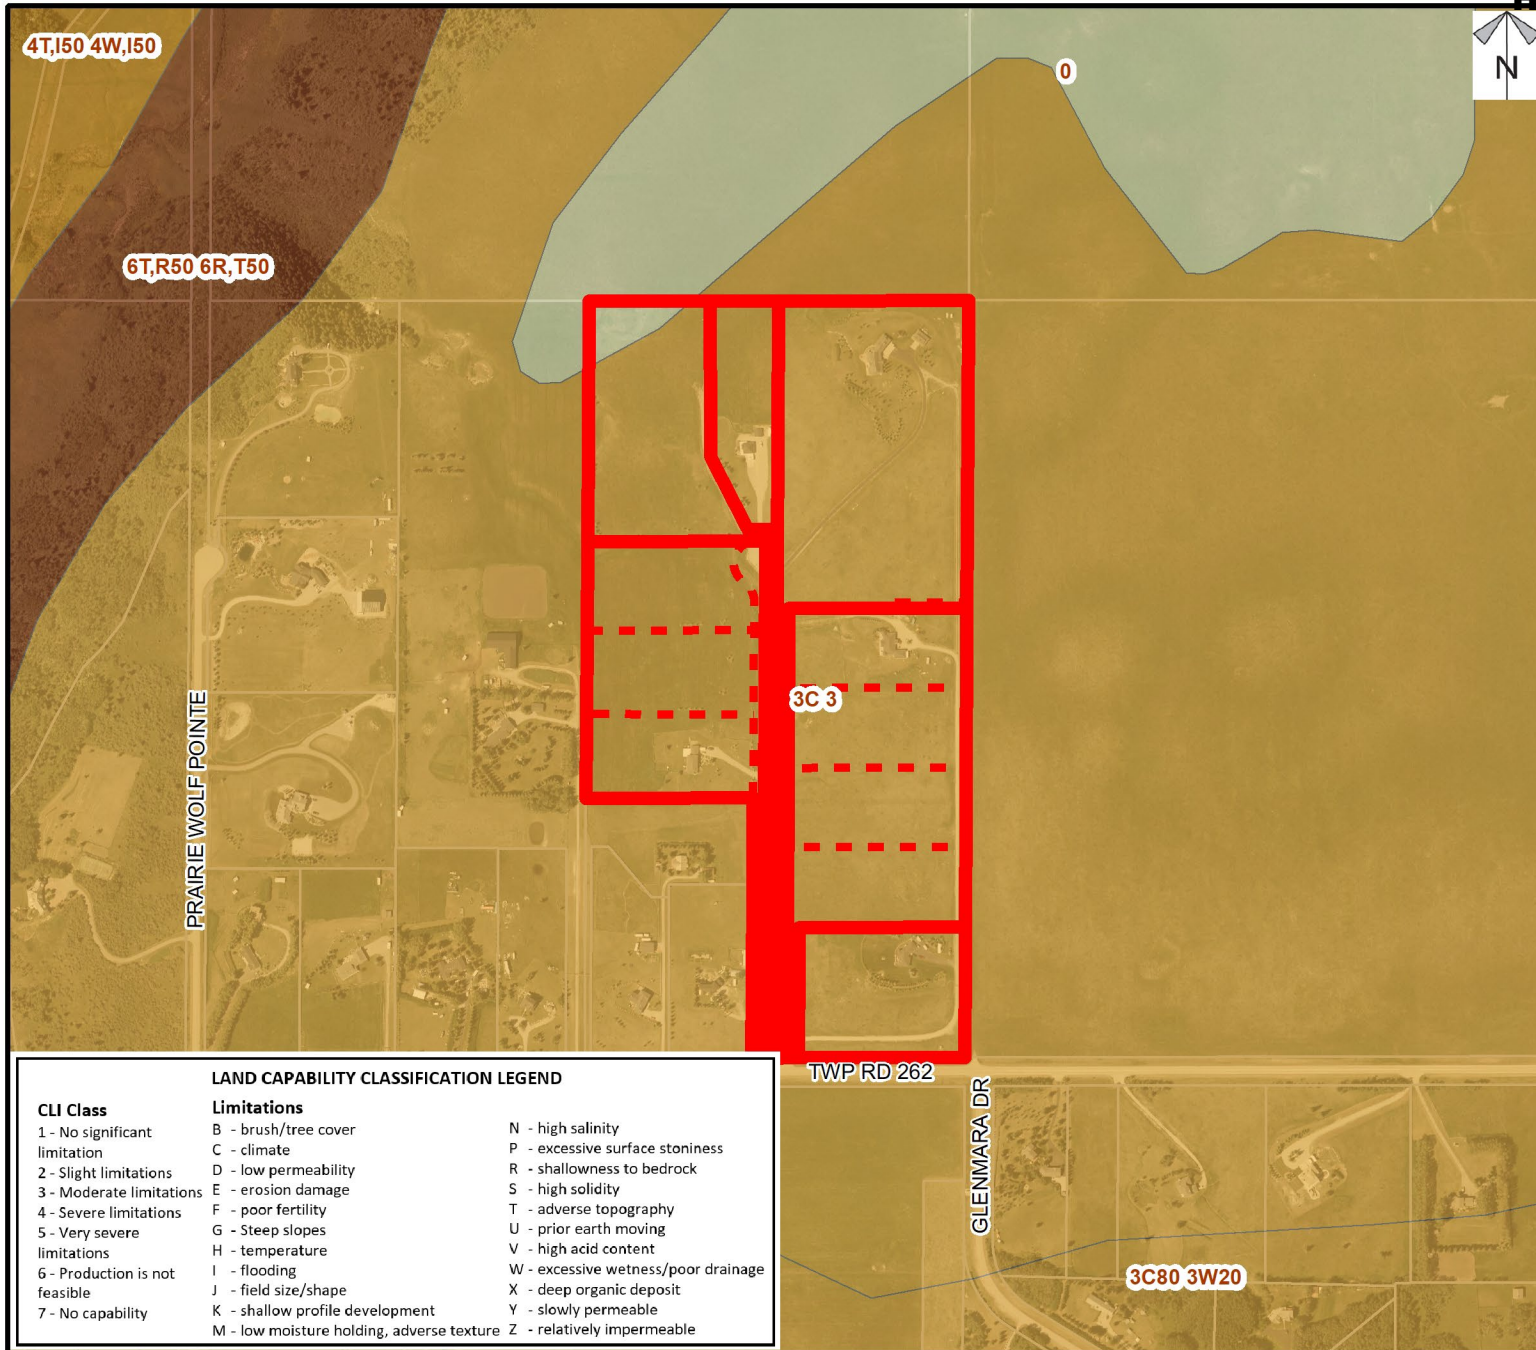 4T,I50 4W,I50
0
N
6T,R50 6R,T50
3C 3
PRAIRIE WOLF POINTE
TWP RD 262
GLENMARA DR
3C80 3W20
LAND CAPABILITY CLASSIFICATION LEGEND
CLI Class
1 - No significant
limitation
2 - Slight limitations
3 - Moderate limitations
4 - Severe limitations
5 - Very severe
limitations
6 - Production is not
feasible
7 - No capability
Limitations
B - brush/tree cover
C - climate
D - low permeability
E - erosion damage
F - poor fertility
G - Steep slopes
H - temperature
I - flooding
J - field size/shape
K - shallow profile development
M - low moisture holding, adverse texture
N - high salinity
P - excessive surface stoniness
R - shallowness to bedrock
S - high solidity
T - adverse topography
U - prior earth moving
V - high acid content
W - excessive wetness/poor drainage
X - deep organic deposit
Y - slowly permeable
Z - relatively impermeable